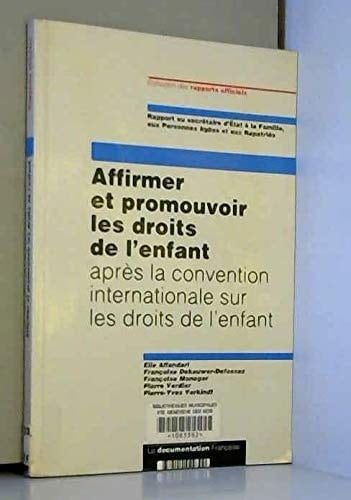 Collection des rapports officiels
Rapport au secrétaire d'État à la Famille,
aux Personnes âgées et aux Rapatriés
Affirmer
et promouvoir
les droits
de l'enfant
après la convention
internationale sur
les droits de l'enfant
Elie Alfandari
Françoise Dekeuwer-Defossez
Françoise Moneger
Pierre Verdier
Pierre-Yves Verkindt
BIBLIOTHEQUES MUNICIPALES
La documentation Française